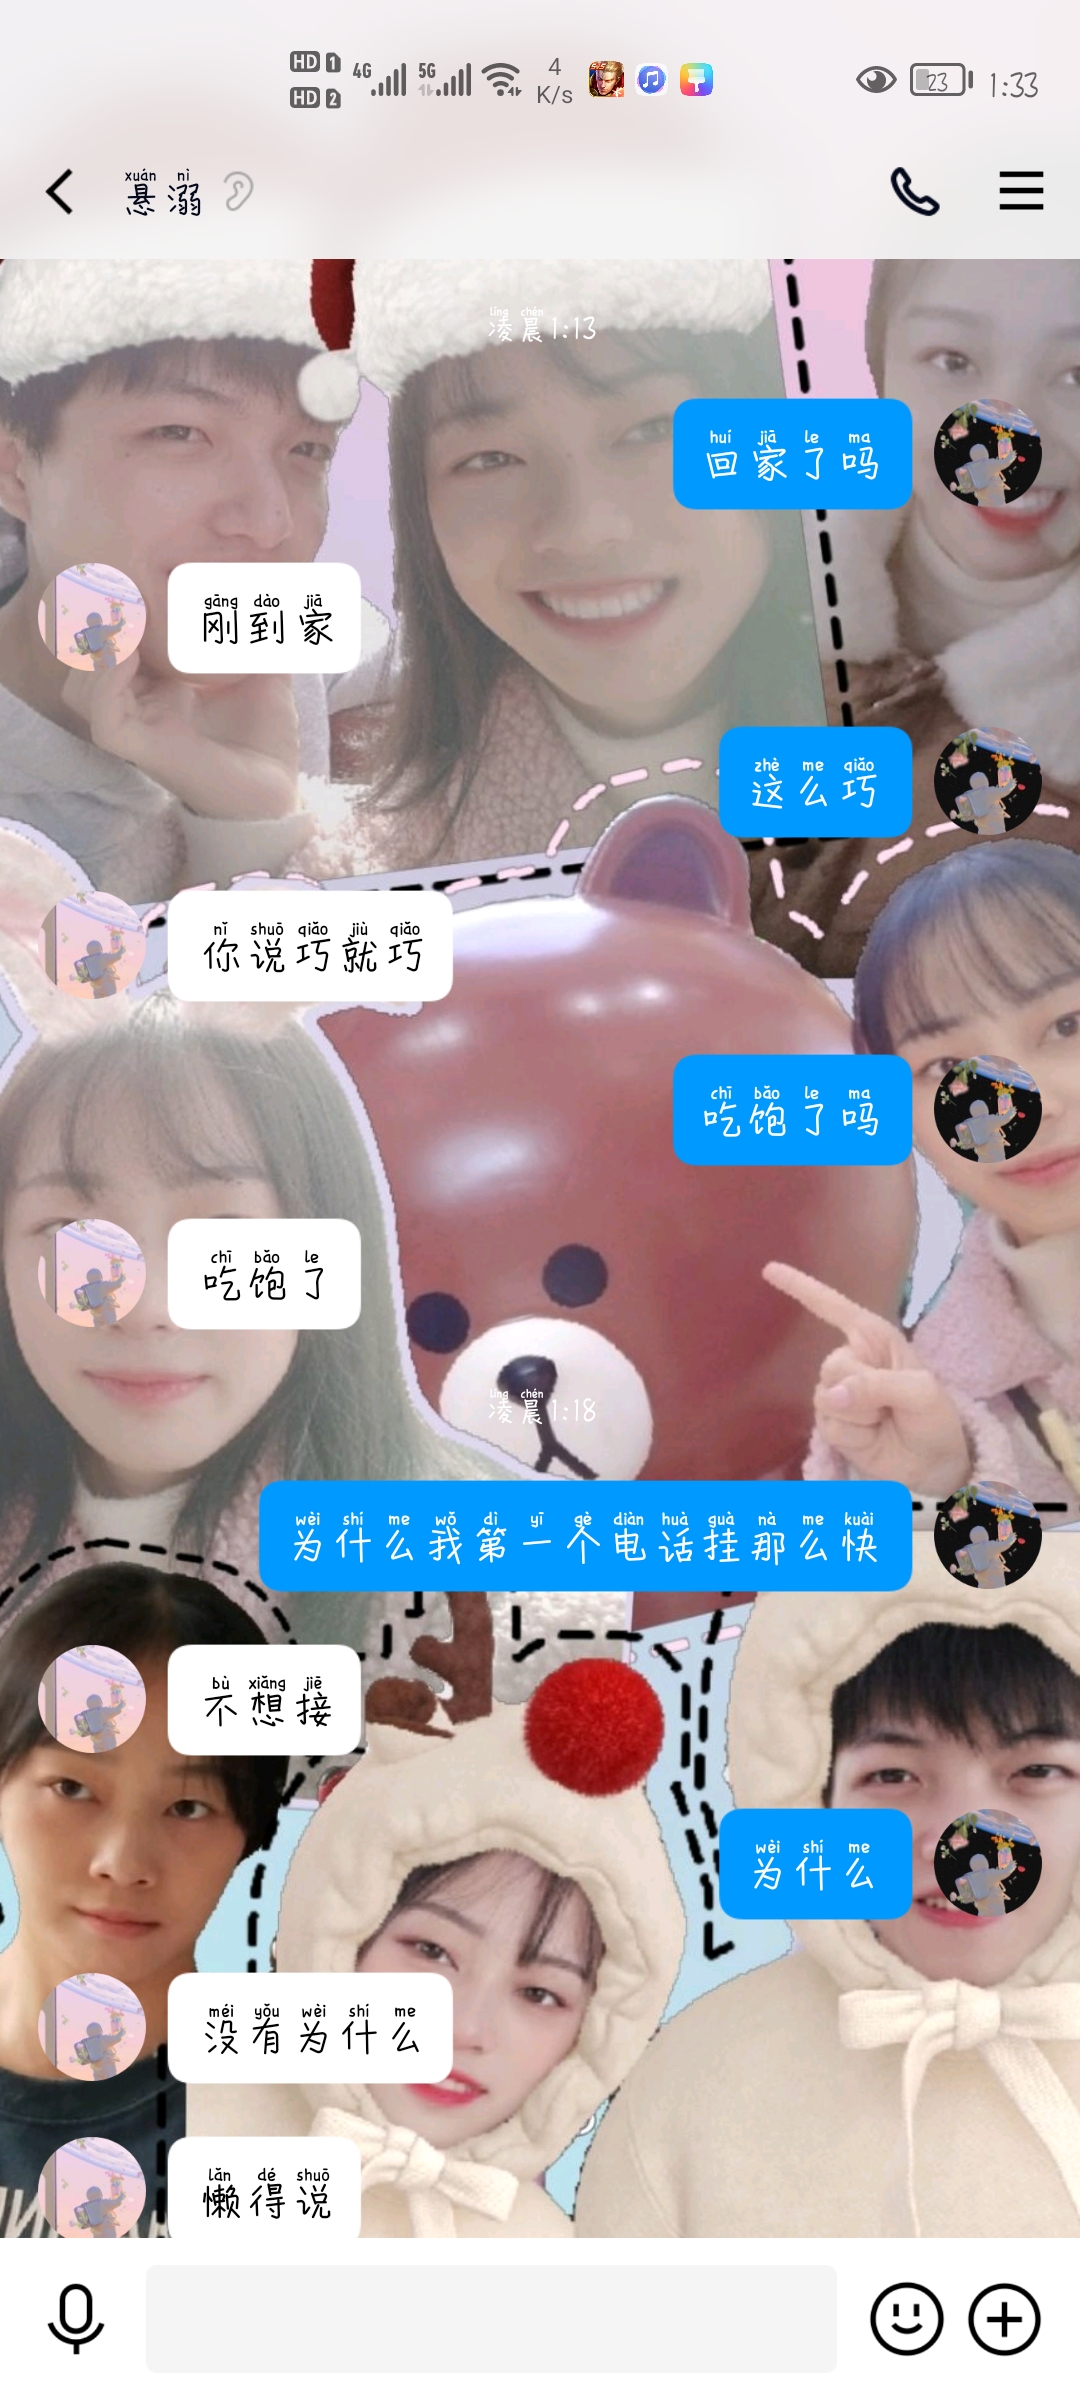 HD 1 4G 5G 4 23 1:33
HD 2 K/s
xuán nì
悬溺
líng chén
凌晨1:13
huí jiā le ma
回家了吗
gāng dào jiā
刚到家
zhè me qiǎo
这么巧
nǐ shuō qiǎo jiù qiǎo
你说巧就巧
chī bǎo le ma
吃饱了吗
chī bǎo le
吃饱了
líng chén
凌晨1:18
wèi shí me wǒ dì yī gè diàn huà guà nà me kuài
为什么我第一个电话挂那么快
bù xiǎng jiē
不想接
wèi shí me
为什么
méi yǒu wèi shí me
没有为什么
lǎn dé shuō
懒得说